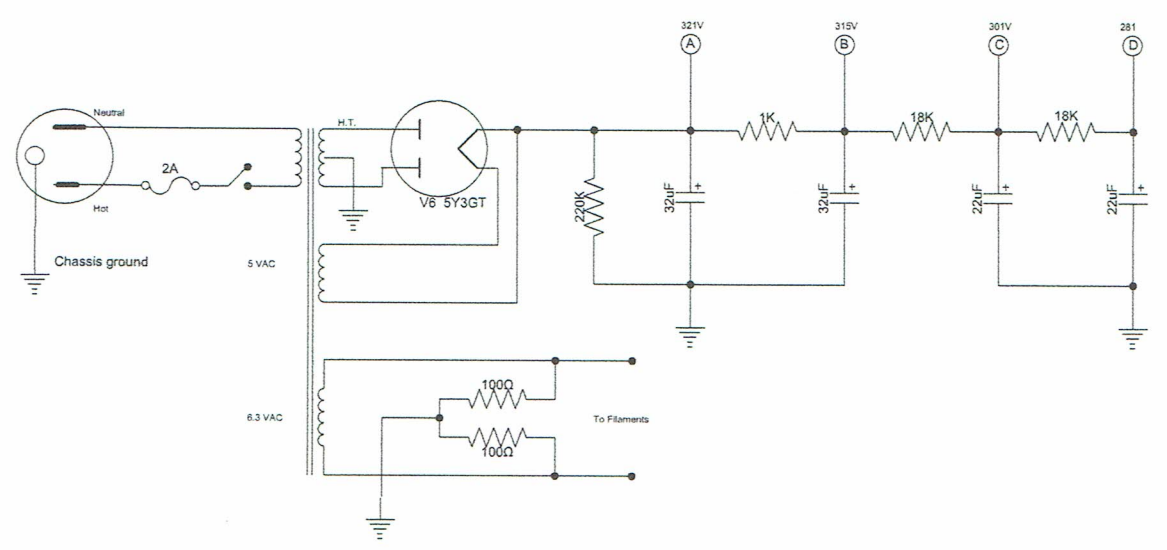 321V
315V
301V
281
A
B
C
D
Neutral
H.T.
1K
18K
18K
2A
V6 5Y3GT
220K
32uF
+
32uF
+
22uF
+
22uF
+
Hot
Chassis ground
5 VAC
100Ω
6.3 VAC
To Filaments
100Ω